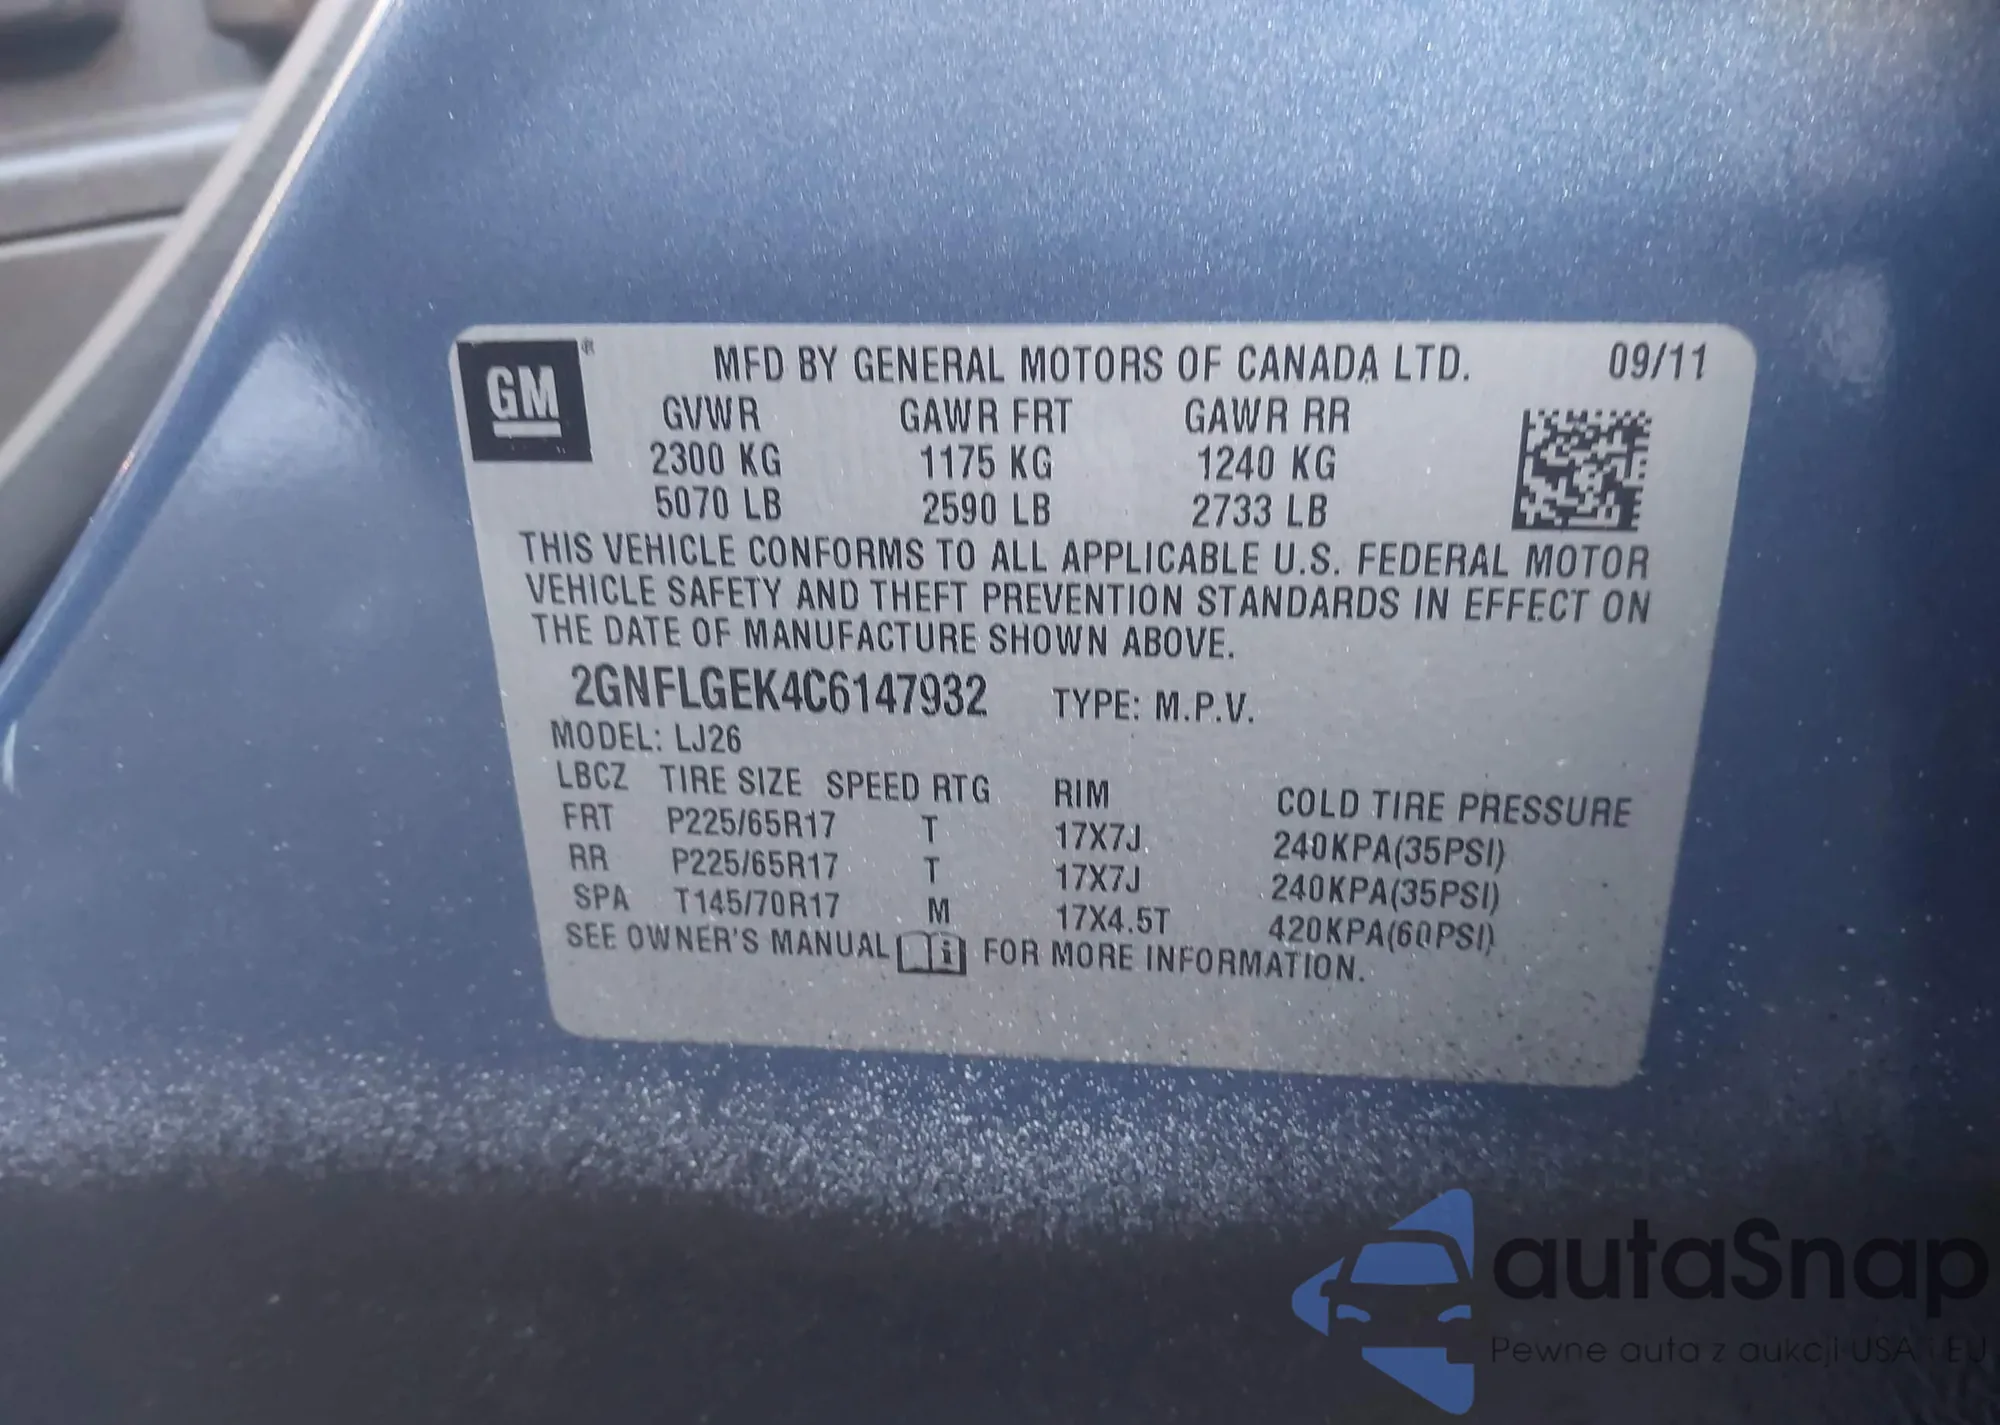 GM®
MFD BY GENERAL MOTORS OF CANADA LTD. 09/11
GVWR GAWR FRT GAWR RR
2300 KG 1175 KG 1240 KG
5070 LB 2590 LB 2733 LB
THIS VEHICLE CONFORMS TO ALL APPLICABLE U.S. FEDERAL MOTOR
VEHICLE SAFETY AND THEFT PREVENTION STANDARDS IN EFFECT ON
THE DATE OF MANUFACTURE SHOWN ABOVE.
2GNFLGEK4C6147932 TYPE: M.P.V.
MODEL: LJ26
LBCZ TIRE SIZE SPEED RTG RIM COLD TIRE PRESSURE
FRT P225/65R17 T 17X7J 240KPA(35PSI)
RR P225/65R17 T 17X7J 240KPA(35PSI)
SPA T145/70R17 M 17X4.5T 420KPA(60PSI)
SEE OWNER'S MANUAL i FOR MORE INFORMATION.
autaSnap
Pewne auta z aukcji USA i EU